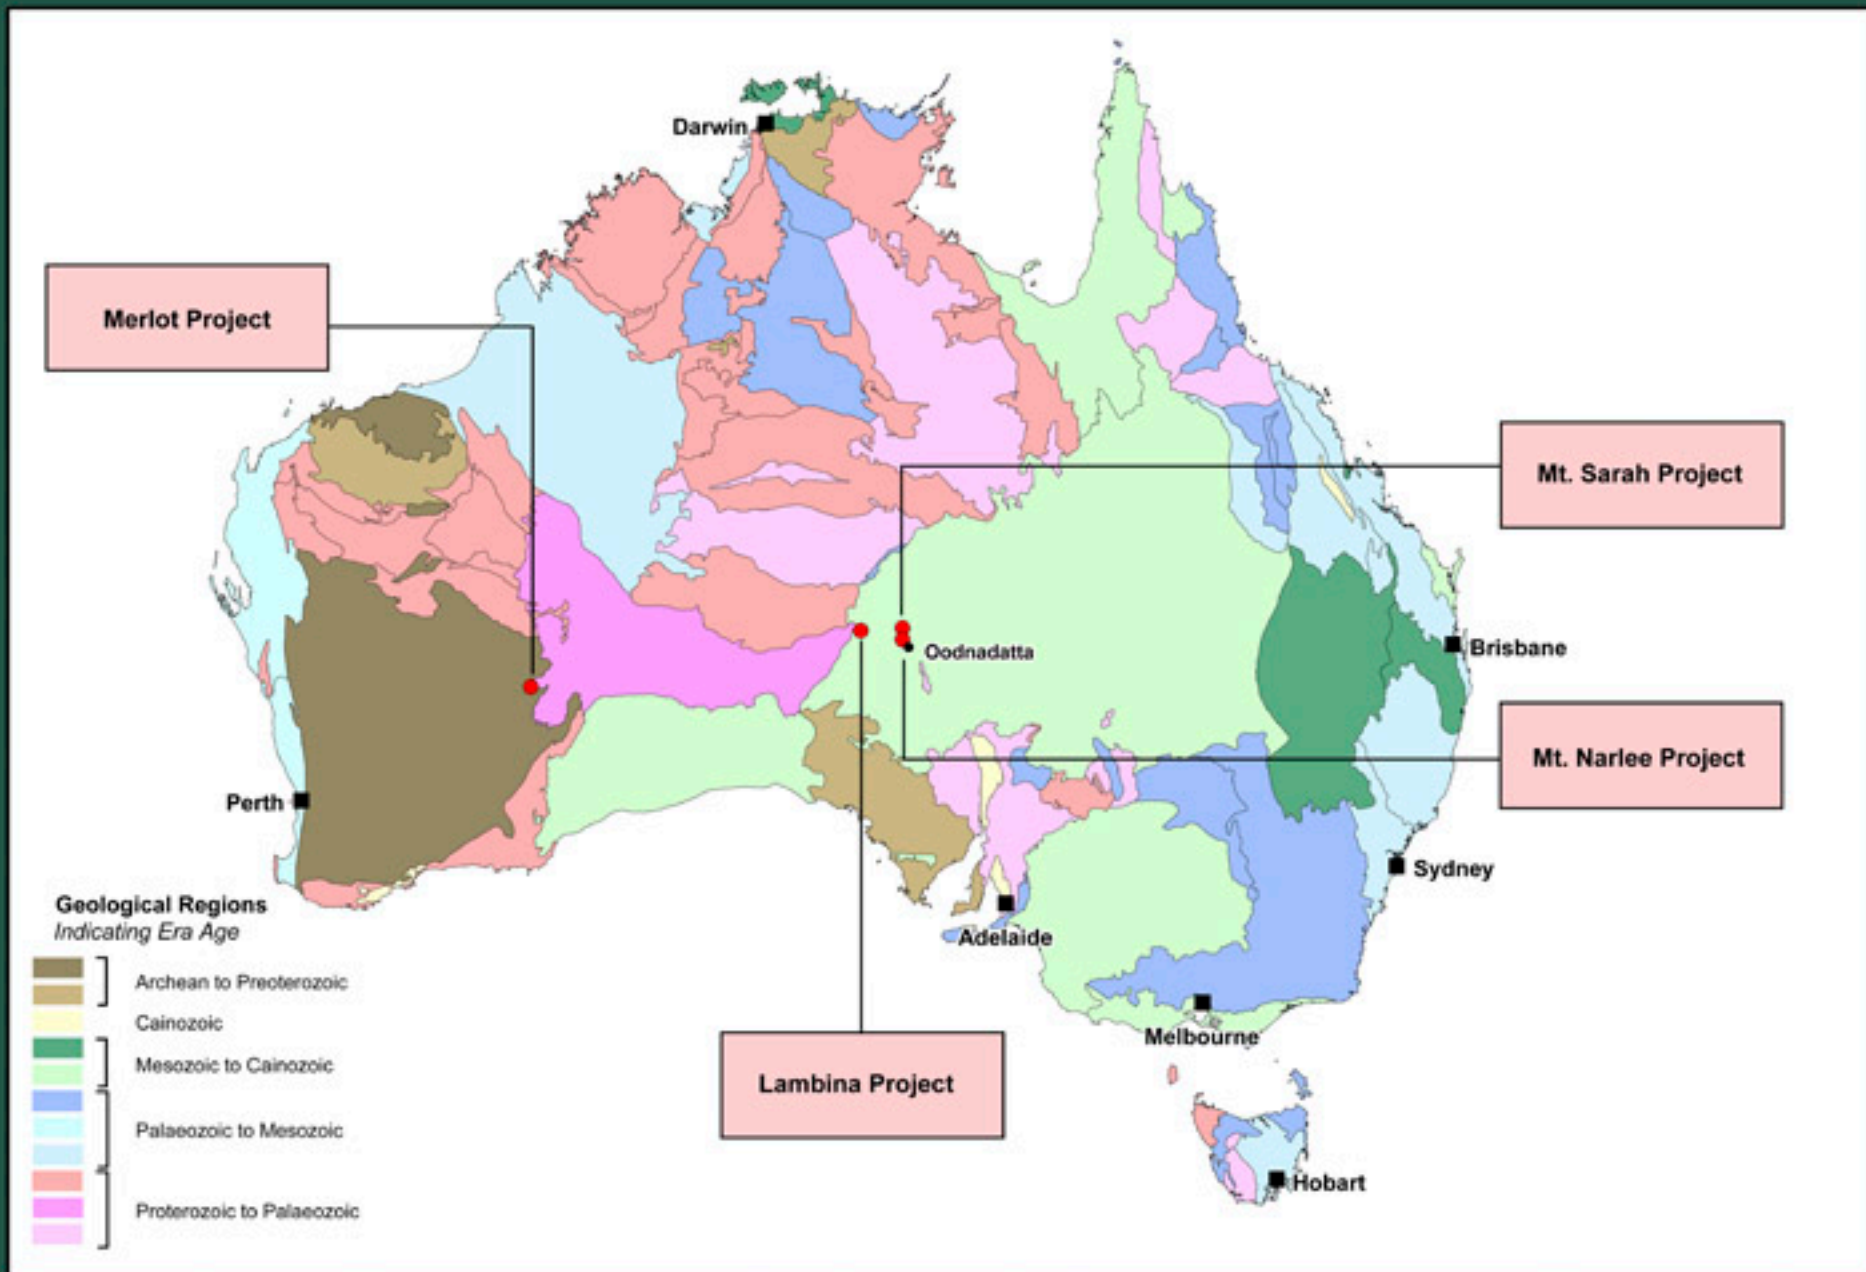 Darwin
Merlot Project
Mt. Sarah Project
Oodnadatta
Brisbane
Mt. Narlee Project
Perth
Sydney
Adelaide
Melbourne
Lambina Project
Hobart
Geological Regions
Indicating Era Age
Archean to Preoterozoic
Cainozoic
Mesozoic to Cainozoic
Palaeozoic to Mesozoic
Proterozoic to Palaeozoic